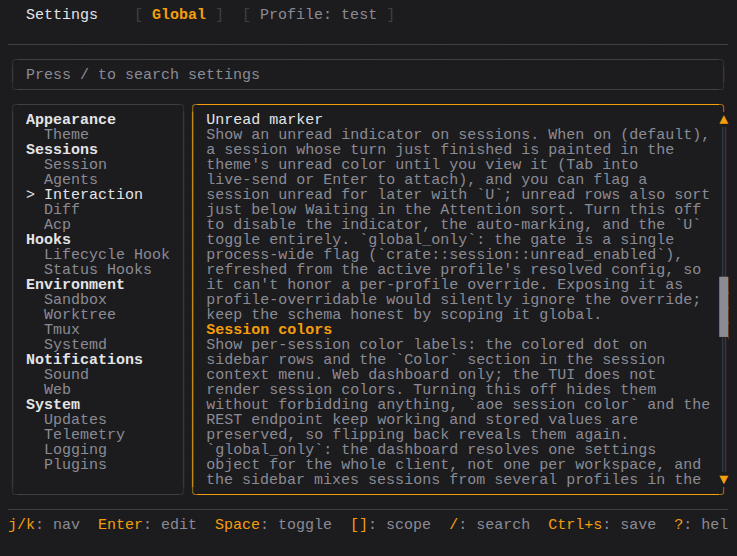 Settings [ Global ] [ Profile: test ]
Press / to search settings
Appearance
Theme
Sessions
Session
Agents
> Interaction
Diff
Acp
Hooks
Lifecycle Hook
Status Hooks
Environment
Sandbox
Worktree
Tmux
Systemd
Notifications
Sound
Web
System
Updates
Telemetry
Logging
Plugins
Unread marker
Show an unread indicator on sessions. When on (default),
a session whose turn just finished is painted in the
theme's unread color until you view it (Tab into
live-send or Enter to attach), and you can flag a
session unread for later with `U`; unread rows also sort
just below Waiting in the Attention sort. Turn this off
to disable the indicator, the auto-marking, and the `U`
toggle entirely. `global_only`: the gate is a single
process-wide flag (`crate::session::unread_enabled`),
refreshed from the active profile's resolved config, so
it can't honor a per-profile override. Exposing it as
profile-overridable would silently ignore the override;
keep the schema honest by scoping it global.
Session colors
Show per-session color labels: the colored dot on
sidebar rows and the `Color` section in the session
context menu. Web dashboard only; the TUI does not
render session colors. Turning this off hides them
without forbidding anything, `aoe session color` and the
REST endpoint keep working and stored values are
preserved, so flipping back reveals them again.
`global_only`: the dashboard resolves one settings
object for the whole client, not one per workspace, and
the sidebar mixes sessions from several profiles in the
j/k: nav Enter: edit Space: toggle []: scope /: search Ctrl+s: save ?: hel